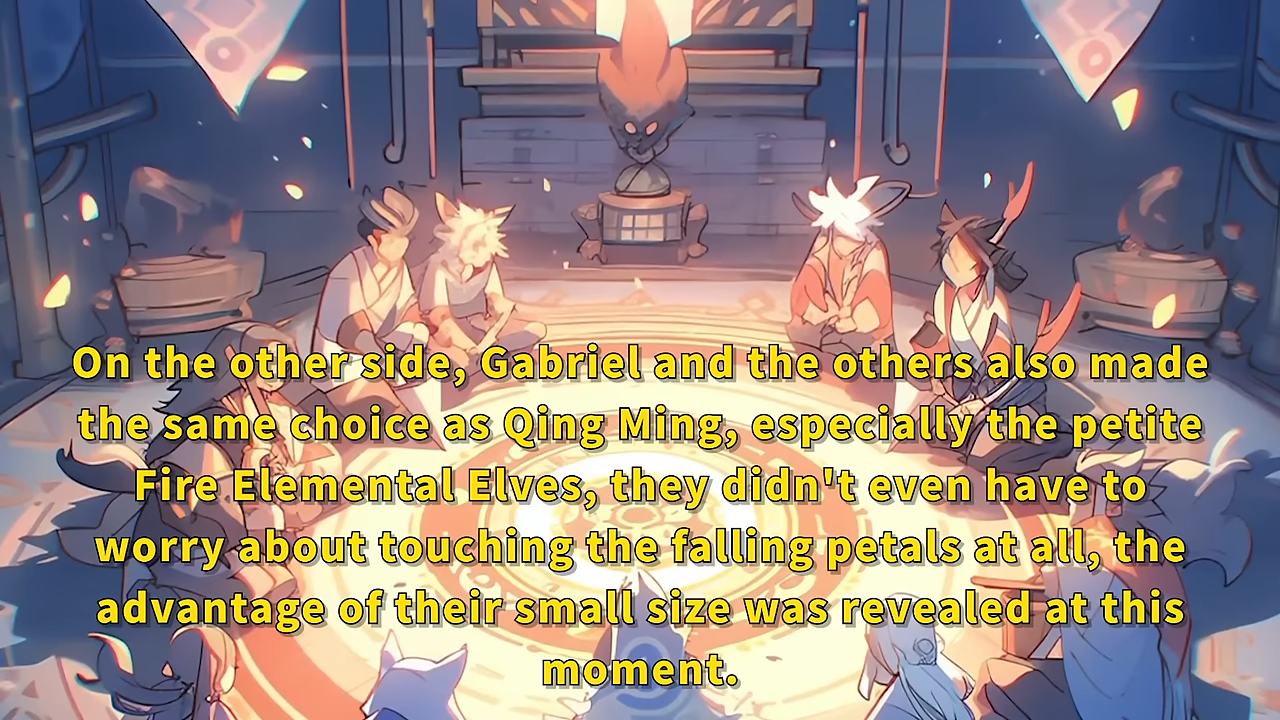 On the other side, Gabriel and the others also made
the same choice as Qing Ming, especially the petite
Fire Elemental Elves, they didn't even have to
worry about touching the falling petals at all, the
advantage of their small size was revealed at this
moment.